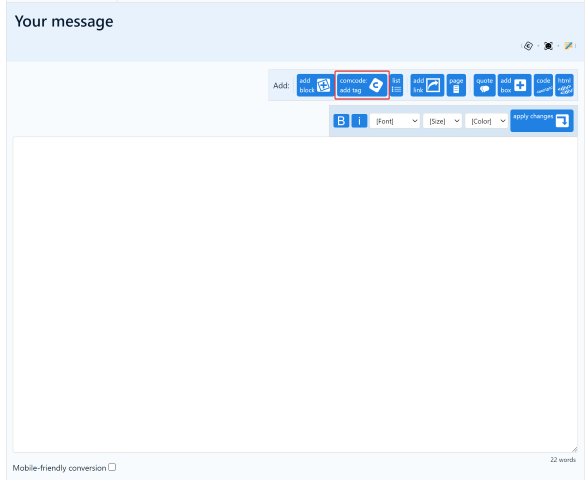 Your message
Add:
add block
comcode: add tag
list
add link
page
quote
add box
code
html
B i [Font] [Size] [Color] apply changes
22 words
Mobile-friendly conversion